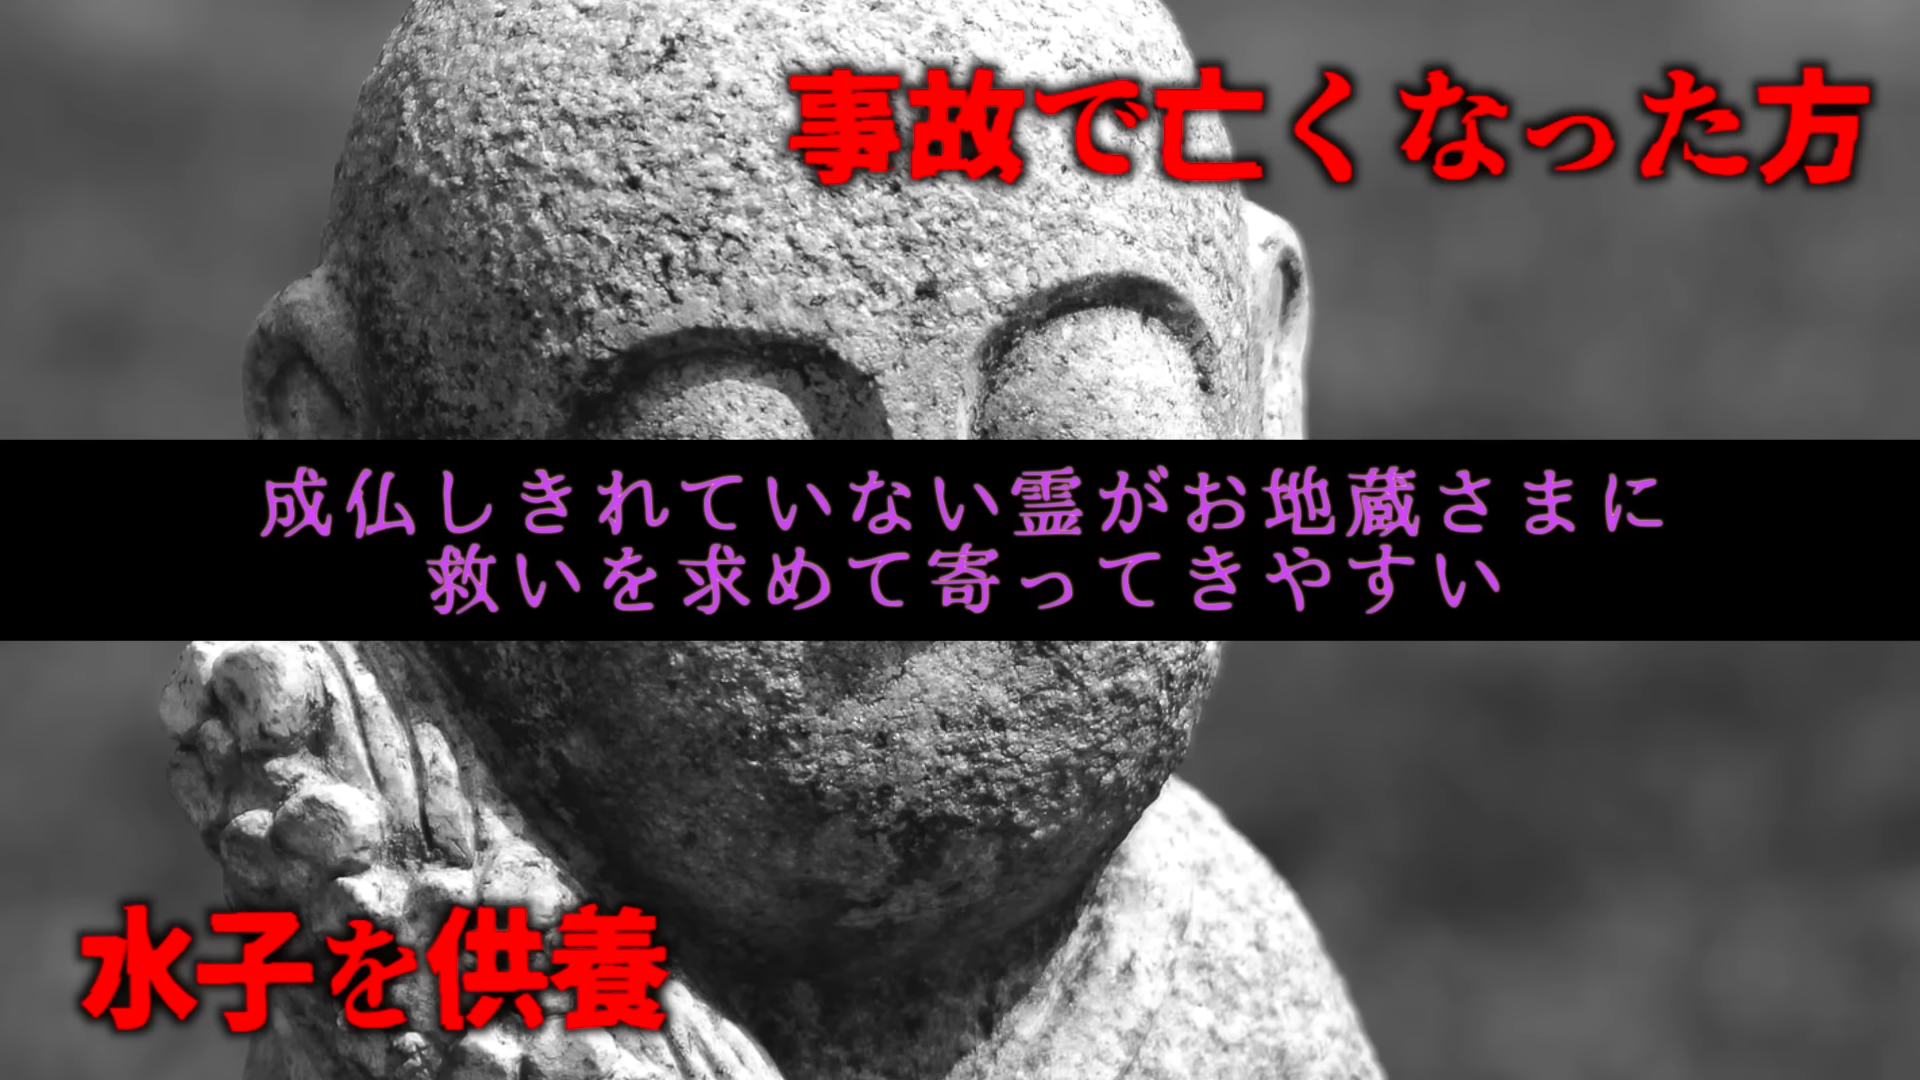 事故で亡くなった方
成仏しきれていない霊がお地蔵さまに
救いを求めて寄ってきやすい
水子を供養